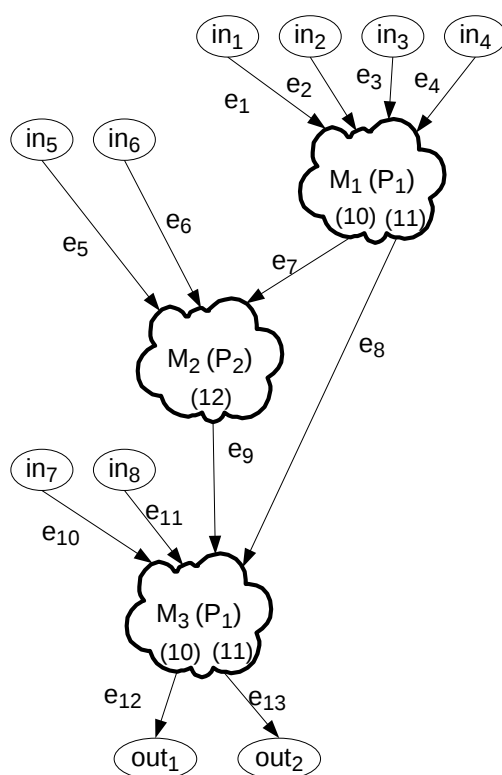 in₁ in₂ in₃ in₄
e₁ e₂ e₃ e₄
in₅ in₆
M₁ (P₁)
(10) (11)
e₅ e₆ e₇
e₈
M₂ (P₂)
(12)
e₉
in₇ in₈
e₁₀ e₁₁
M₃ (P₁)
(10) (11)
e₁₂ e₁₃
out₁ out₂